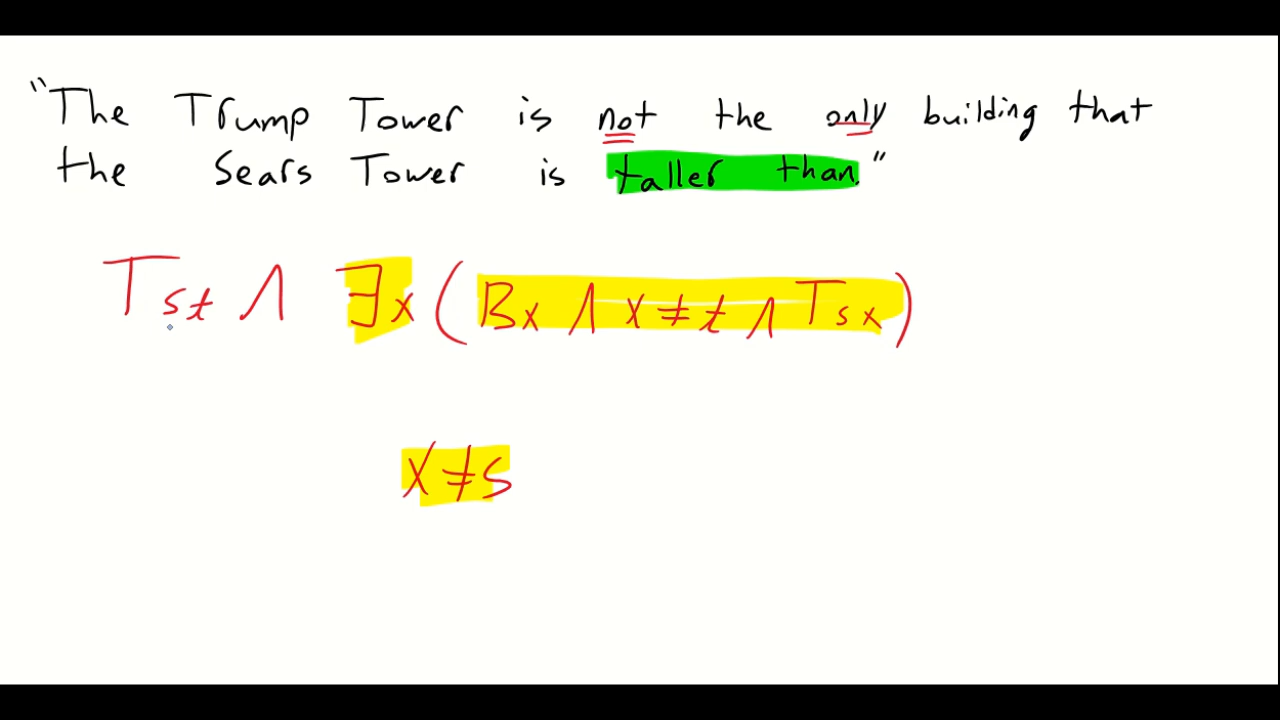 "The Trump Tower is not the only building that
the Sears Tower is taller than."
Tst ∧ ∃x (Bx ∧ x ≠ t ∧ Tsx)
x ≠ s